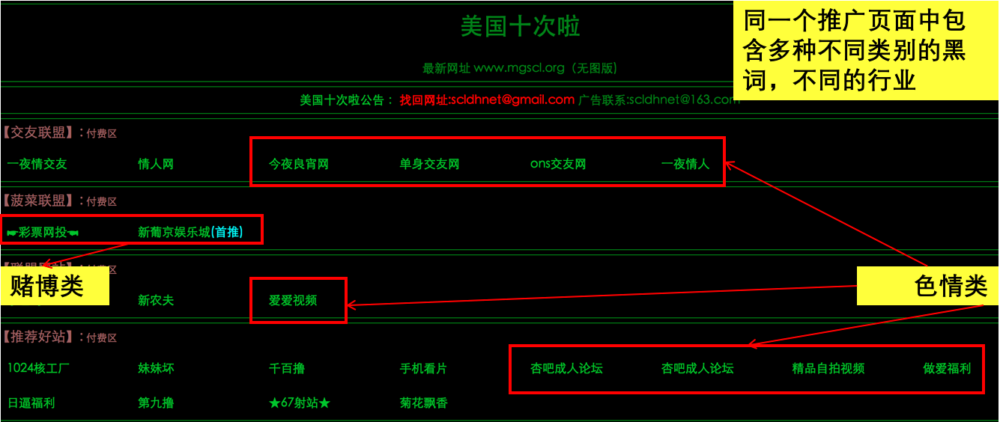 美国十次啦
同一个推广页面中包
含多种不同类别的黑
词，不同的行业
最新网址 www.mgscl.org（无图版）
美国十次啦公告： 找回网址:scldhnet@gmail.com 广告联系:scldhnet@163.com
【交友联盟】：付费区
一夜情交友 情人网 今夜良宵网 单身交友网 ons交友网 一夜情人
【菠菜联盟】：付费区
☛彩票网投☚ 新葡京娱乐城(首推)
赌博类
色情类
新农夫 爱爱视频
【推荐好站】：付费区
1024核工厂 妹妹坏 千百撸 手机看片 杏吧成人论坛 杏吧成人论坛 精品自拍视频 做爱福利
日逼福利 第九撸 ★67射站★ 菊花飘香